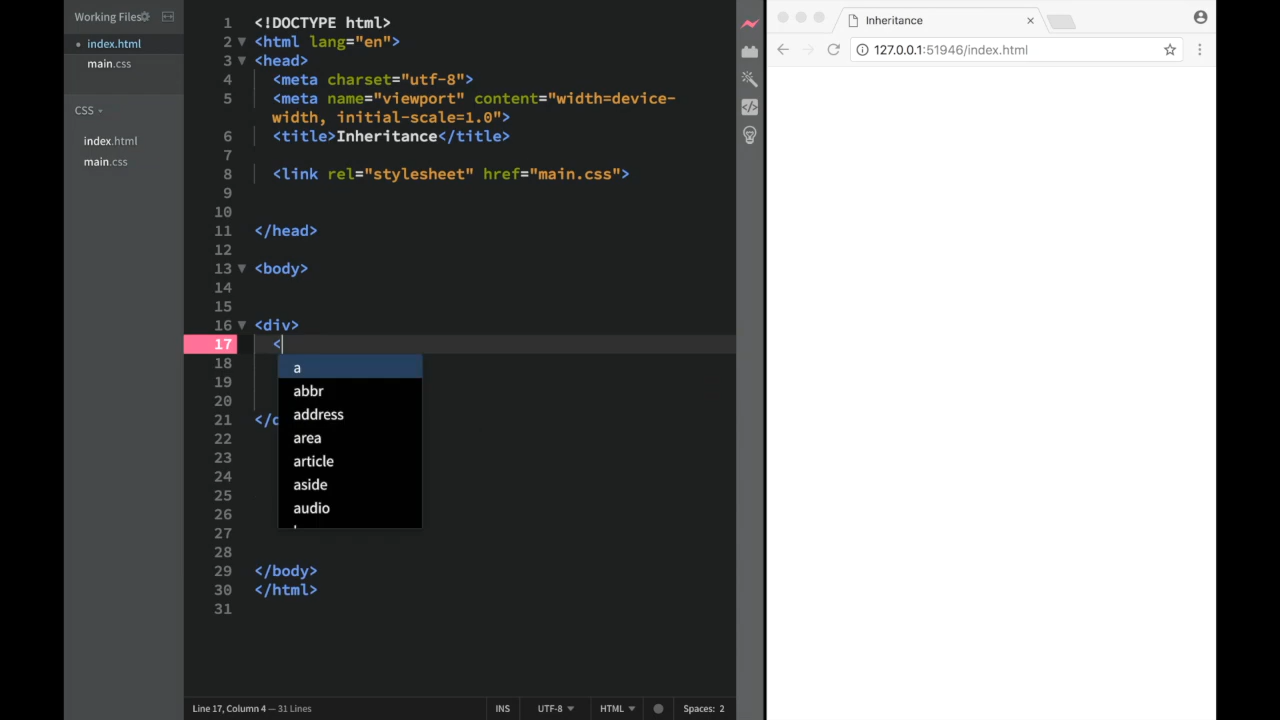 Working Files
index.html
main.css
CSS
index.html
main.css
1 <!DOCTYPE html>
2 <html lang="en">
3 <head>
4 <meta charset="utf-8">
5 <meta name="viewport" content="width=device-
width, initial-scale=1.0">
6 <title>Inheritance</title>
7
8 <link rel="stylesheet" href="main.css">
9
10
11 </head>
12
13 <body>
14
15
16 <div>
17 <
18
19
20
21 </
22
23
24
25
26
27
28
29 </body>
30 </html>
31
a
abbr
address
area
article
aside
audio
Line 17, Column 4 — 31 Lines
INS
UTF-8
HTML
Spaces: 2
Inheritance
127.0.0.1:51946/index.html